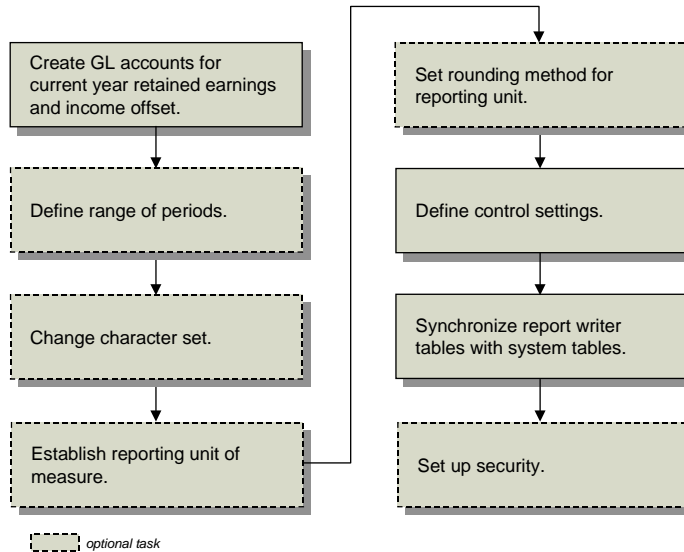 Create GL accounts for
current year retained earnings
and income offset.
Define range of periods.
Change character set.
Establish reporting unit of
measure.
Set rounding method for
reporting unit.
Define control settings.
Synchronize report writer
tables with system tables.
Set up security.
optional task